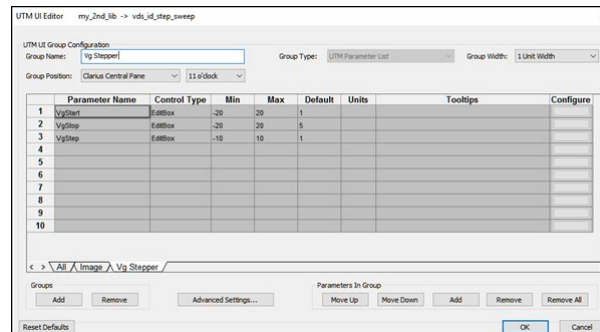 UTM UI Editor my_2nd_lib -> vds_id_step_sweep
UTM UI Group Configuration
Group Name: Vg Stepper Group Type: UTM Parameter List Group Width: 1 Unit Width
Group Position: Clarius Central Pane 11 o'clock
Parameter Name Control Type Min Max Default Units Tooltips Configure
1 VgStart EditBox -20 20 1
2 VgStop EditBox -20 20 5
3 VgStep EditBox -10 10 1
4
5
6
7
8
9
10
< > All Image Vg Stepper
Groups Parameters In Group
Add Remove Advanced Settings... Move Up Move Down Add Remove Remove All
Reset Defaults OK Cancel